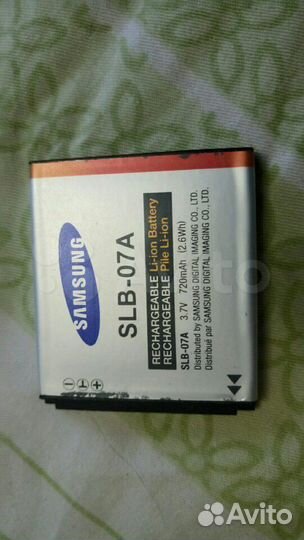 SAMSUNG
SLB-07A
RECHARGEABLE Li-ion Battery
RECHARGEABLE Pile Li-ion
SLB-07A 3.7V 720mAh (2.6Wh)
Distributed by SAMSUNG DIGITAL IMAGING CO., LTD.
Distribué par SAMSUNG DIGITAL IMAGING CO., LTD.
Avito
Avito